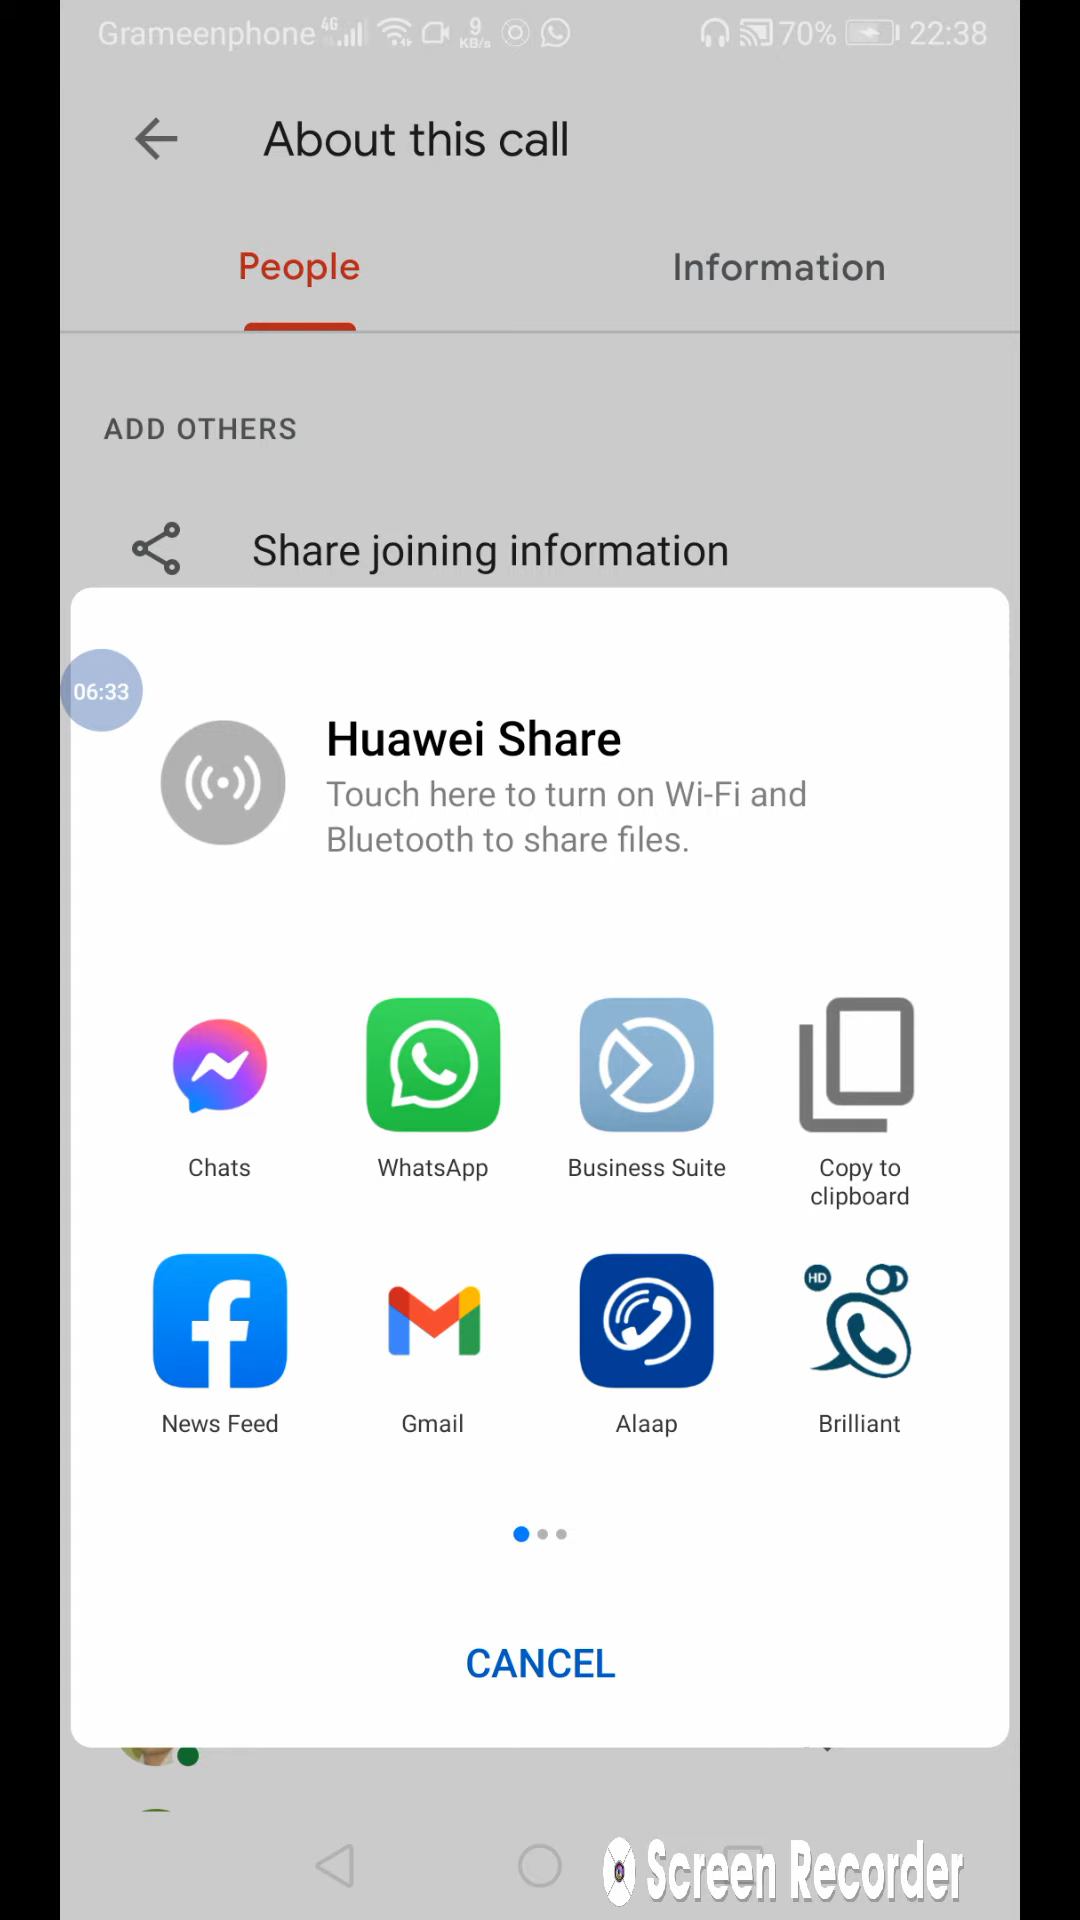 Grameenphone 4G 9 KB/s 70% 22:38
About this call
People Information
ADD OTHERS
Share joining information
06:33
Huawei Share
Touch here to turn on Wi-Fi and
Bluetooth to share files.
Chats WhatsApp Business Suite Copy to
clipboard
HD
News Feed Gmail Alaap Brilliant
CANCEL
Screen Recorder